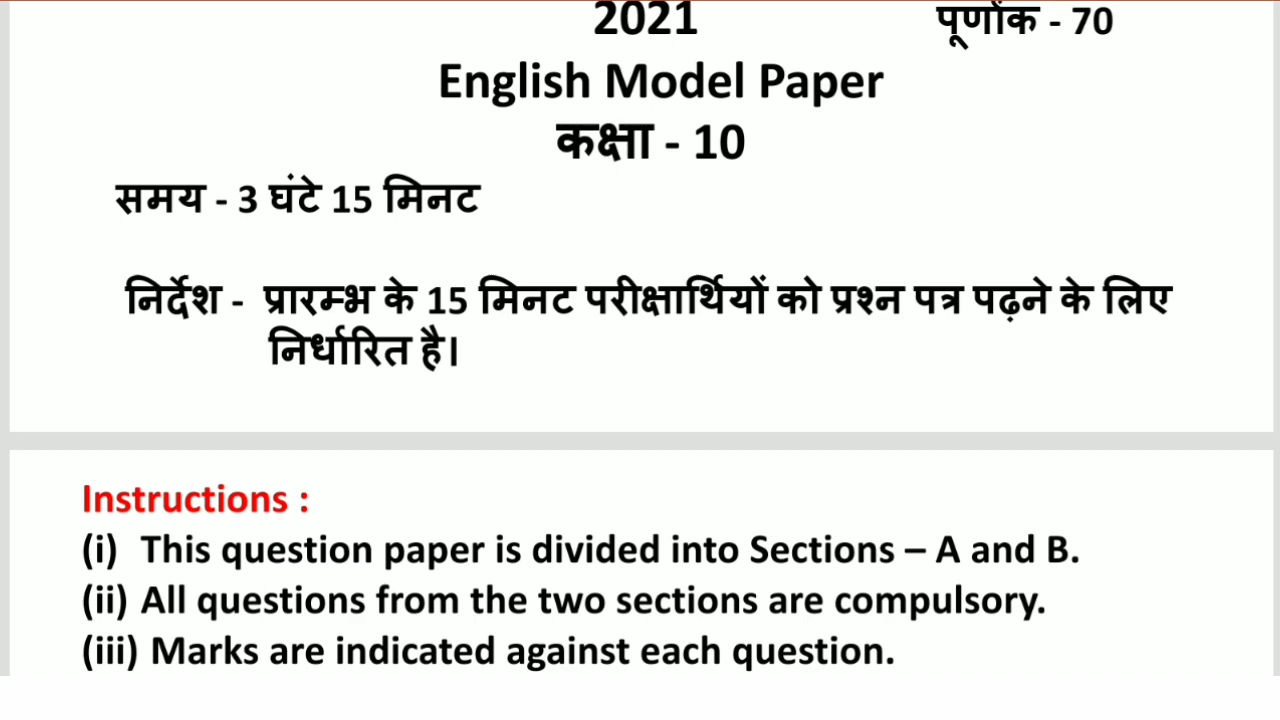 2021 पूर्णांक - 70
English Model Paper
कक्षा - 10
समय - 3 घंटे 15 मिनट
निर्देश - प्रारम्भ के 15 मिनट परीक्षार्थियों को प्रश्न पत्र पढ़ने के लिए
निर्धारित है।
Instructions :
(i) This question paper is divided into Sections – A and B.
(ii) All questions from the two sections are compulsory.
(iii) Marks are indicated against each question.